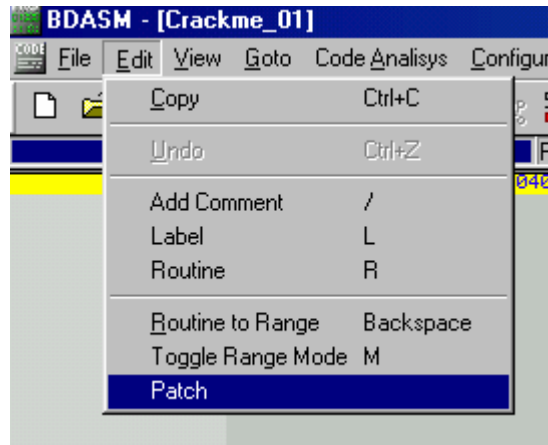 BDASM - [Crackme_01]
File Edit View Goto Code Analisys Configur
Copy Ctrl+C
Undo Ctrl+Z
Add Comment /
Label L
Routine R
Routine to Range Backspace
Toggle Range Mode M
Patch